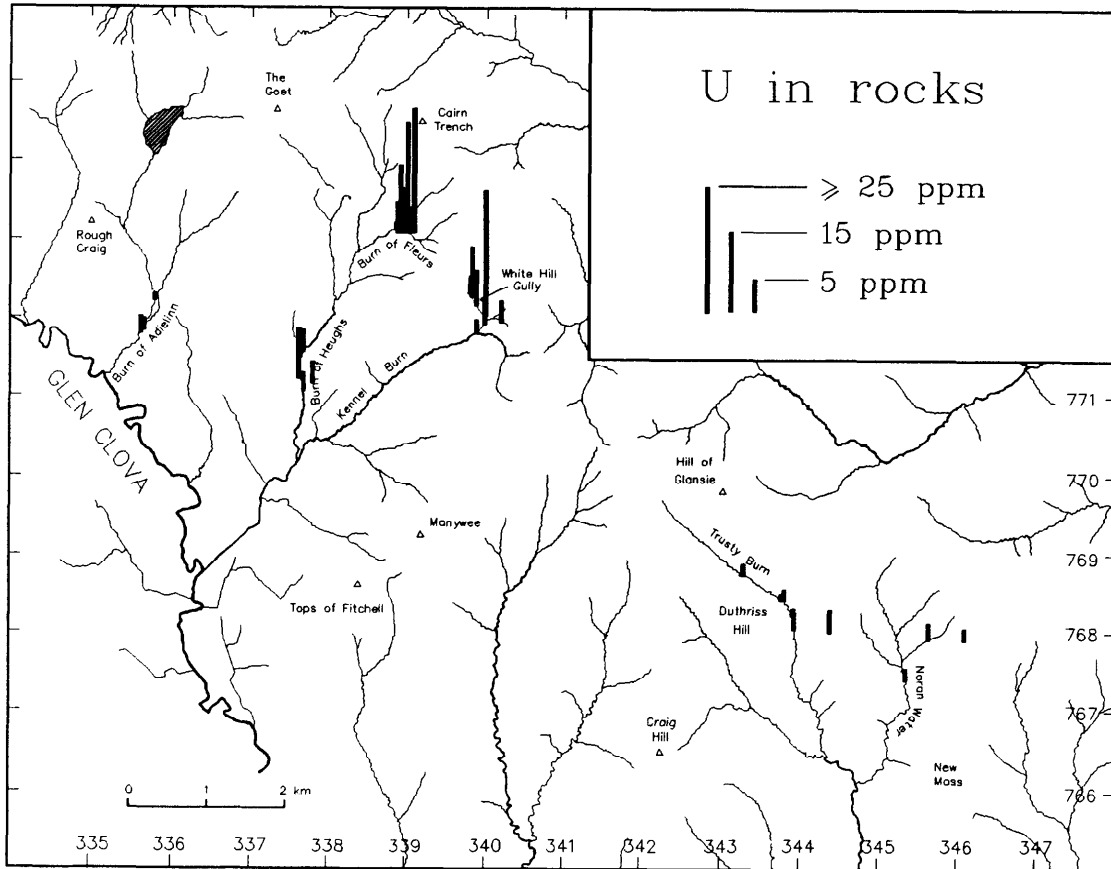 U in rocks
⩾ 25 ppm
15 ppm
5 ppm
The
Goet
Cairn
Trench
Rough
Craig
Burn of Fleurs
White Hill
Gully
Burn of Adielinn
Burn of Heughs
Kennel Burn
GLEN CLOVA
771
Hill of
Glansie
770
Manywee
Trusty Burn
769
Tops of Fitchell
Duthriss
Hill
768
Noran Water
767
Craig
Hill
New
Moss
766
0 1 2 km
335 336 337 338 339 340 341 342 343 344 345 346 347